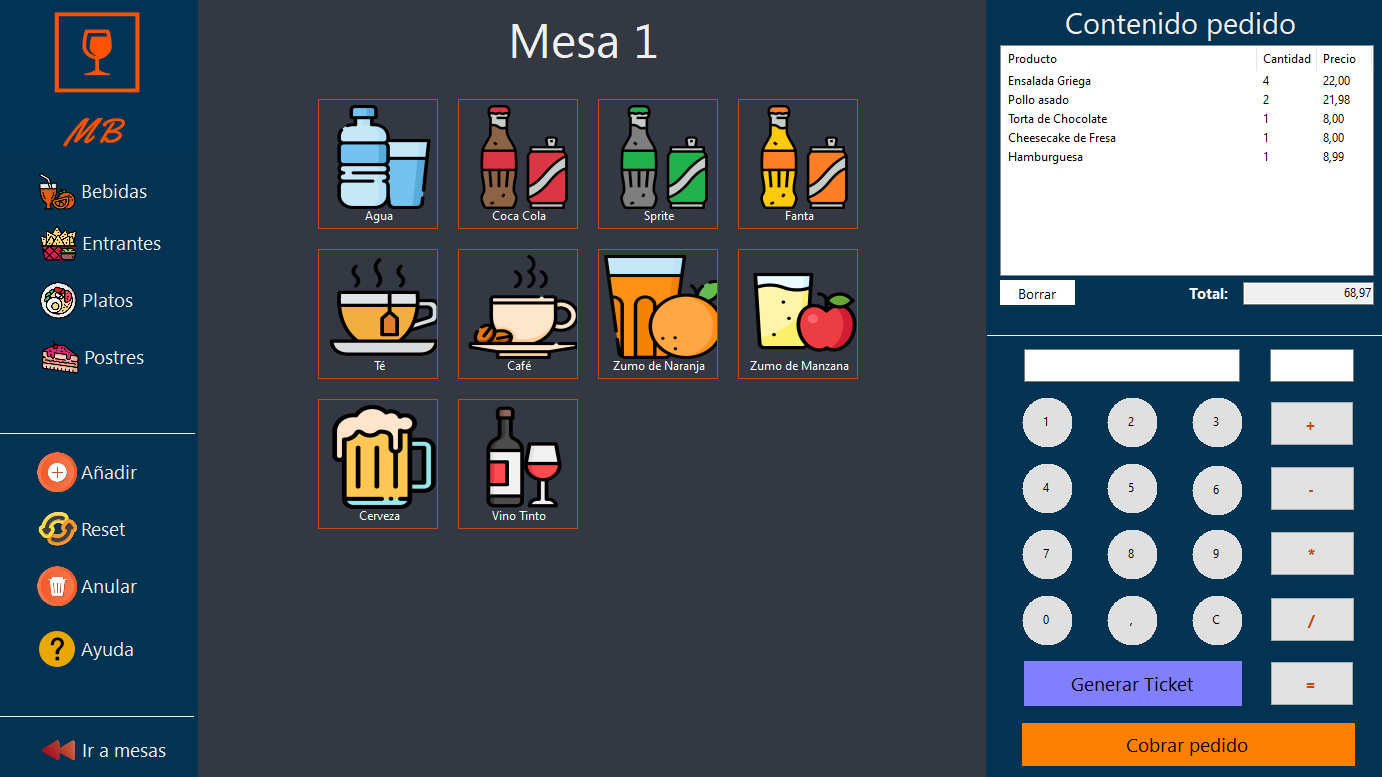 MB
Bebidas
Entrantes
Platos
Postres
Añadir
Reset
Anular
Ayuda
Ir a mesas
Mesa 1
Agua
Coca Cola
Sprite
Fanta
Té
Café
Zumo de Naranja
Zumo de Manzana
Cerveza
Vino Tinto
Contenido pedido
Producto Cantidad Precio
Ensalada Griega 4 22,00
Pollo asado 2 21,98
Torta de Chocolate 1 8,00
Cheesecake de Fresa 1 8,00
Hamburguesa 1 8,99
Borrar Total: 68,97
1 2 3 +
4 5 6 -
7 8 9 *
0 , C /
Generar Ticket =
Cobrar pedido